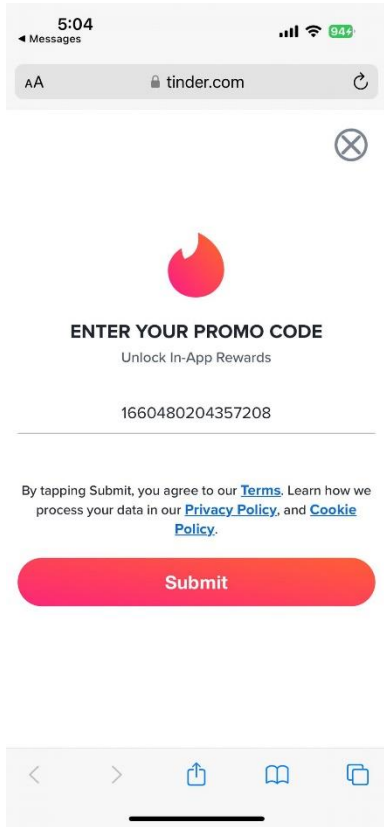 5:04
◀ Messages
94
AA
tinder.com
ENTER YOUR PROMO CODE
Unlock In-App Rewards
1660480204357208
By tapping Submit, you agree to our Terms. Learn how we
process your data in our Privacy Policy, and Cookie
Policy.
Submit